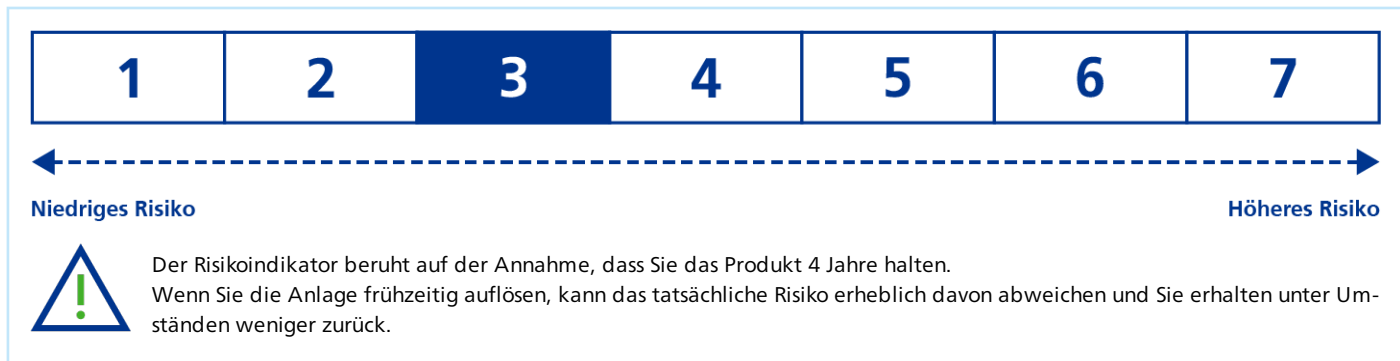 1 2 3 4 5 6 7
Niedriges Risiko Höheres Risiko
Der Risikoindikator beruht auf der Annahme, dass Sie das Produkt 4 Jahre halten.
Wenn Sie die Anlage frühzeitig auflösen, kann das tatsächliche Risiko erheblich davon abweichen und Sie erhalten unter Um-
ständen weniger zurück.